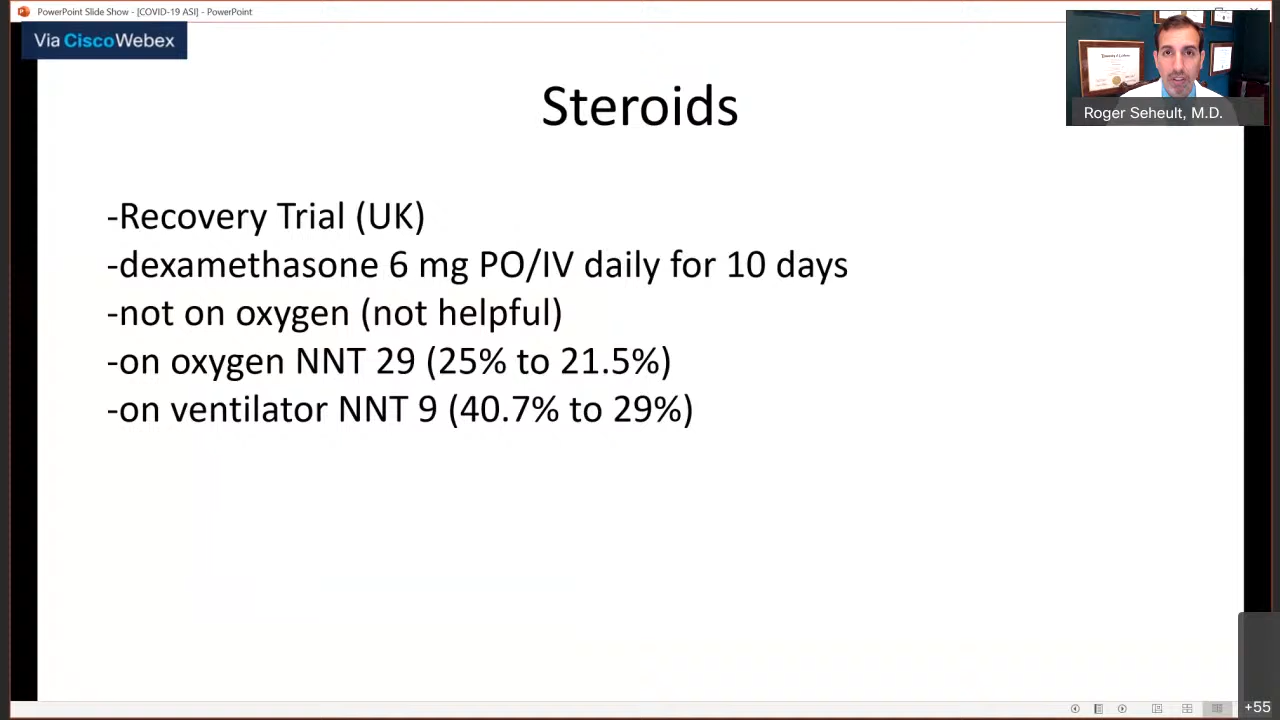 PowerPoint Slide Show - [COVID-19 ASI] - PowerPoint
Via CiscoWebex
Roger Seheult, M.D.
Steroids
-Recovery Trial (UK)
-dexamethasone 6 mg PO/IV daily for 10 days
-not on oxygen (not helpful)
-on oxygen NNT 29 (25% to 21.5%)
-on ventilator NNT 9 (40.7% to 29%)
+55